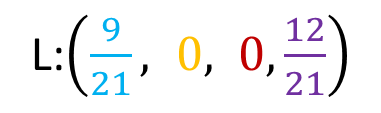 L:(9/21, 0, 0, 12/21)